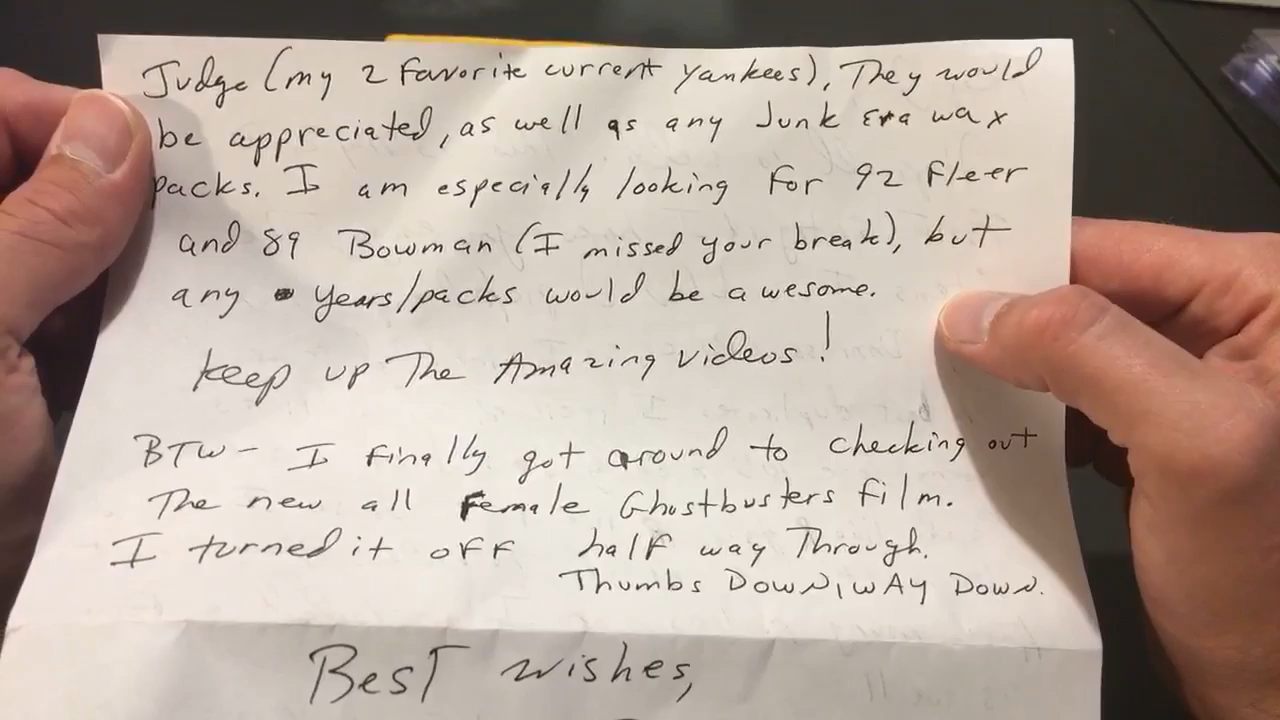 Judge (my 2 favorite current Yankees). They would
be appreciated, as well as any Junk Era wax
packs. I am especially looking for 92 Fleer
and 89 Bowman (I missed your break), but
any years/packs would be awesome.
Keep up The Amazing videos!
BTW- I finally got around to checking out
The new all Female Ghostbusters film.
I turned it off half way Through.
Thumbs Down, WAY Down.
Best wishes,